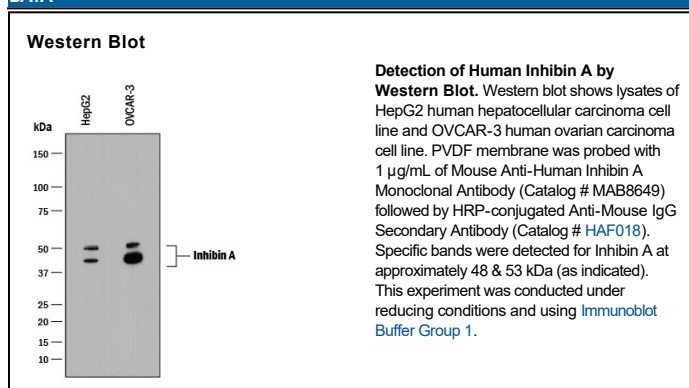 Western Blot
HepG2
OVCAR-3
kDa
150
100
75
50
37
25
20
15
10
Inhibin A
Detection of Human Inhibin A by
Western Blot. Western blot shows lysates of
HepG2 human hepatocellular carcinoma cell
line and OVCAR-3 human ovarian carcinoma
cell line. PVDF membrane was probed with
1 µg/mL of Mouse Anti-Human Inhibin A
Monoclonal Antibody (Catalog # MAB8649)
followed by HRP-conjugated Anti-Mouse IgG
Secondary Antibody (Catalog # HAF018).
Specific bands were detected for Inhibin A at
approximately 48 & 53 kDa (as indicated).
This experiment was conducted under
reducing conditions and using Immunoblot
Buffer Group 1.